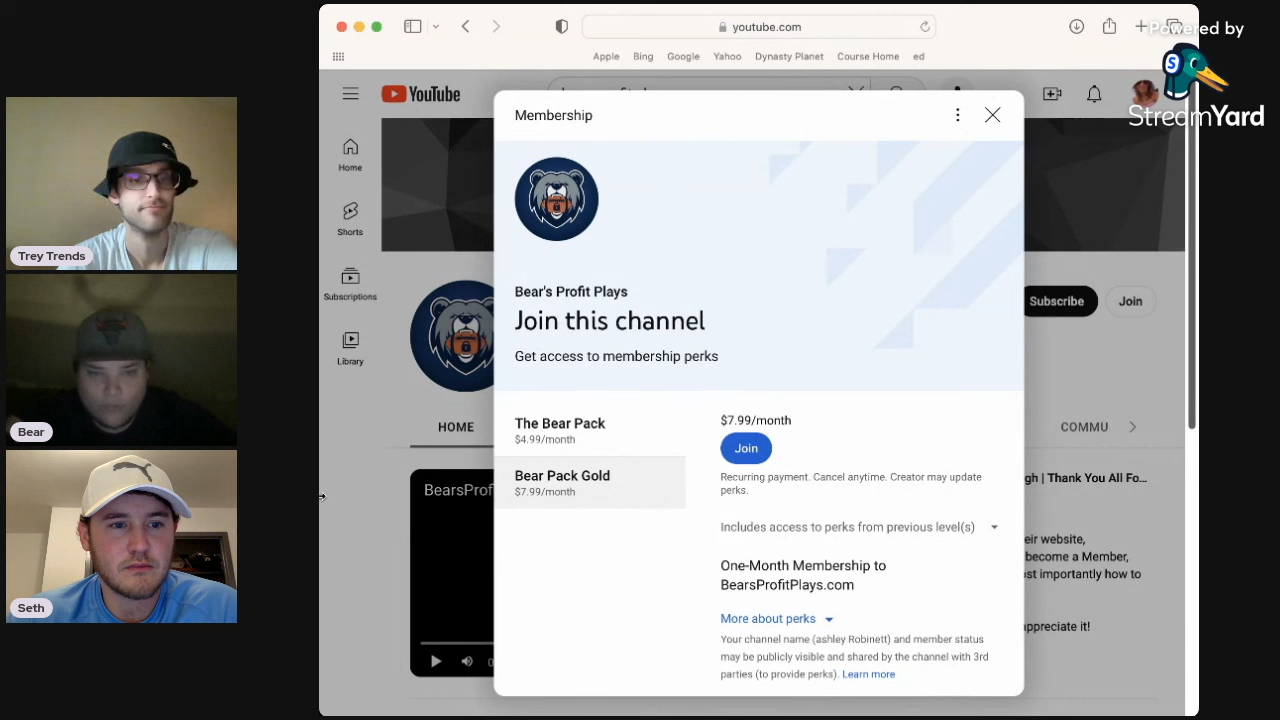 youtube.com
Powered by
StreamYard
Apple
Bing
Google
Yahoo
Dynasty Planet
Course Home
ed
YouTube
Membership
Home
Shorts
Subscriptions
Library
Trey Trends
Bear
Seth
Bear's Profit Plays
Join this channel
Get access to membership perks
Subscribe
Join
The Bear Pack
$4.99/month
Bear Pack Gold
$7.99/month
$7.99/month
Join
Recurring payment. Cancel anytime. Creator may update
perks.
Includes access to perks from previous level(s)
One-Month Membership to
BearsProfitPlays.com
More about perks
Your channel name (ashley Robinett) and member status
may be publicly visible and shared by the channel with 3rd
parties (to provide perks). Learn more
HOME
COMMU
BearsProf
gh | Thank You All Fo...
eir website,
become a Member,
ost importantly how to
appreciate it!